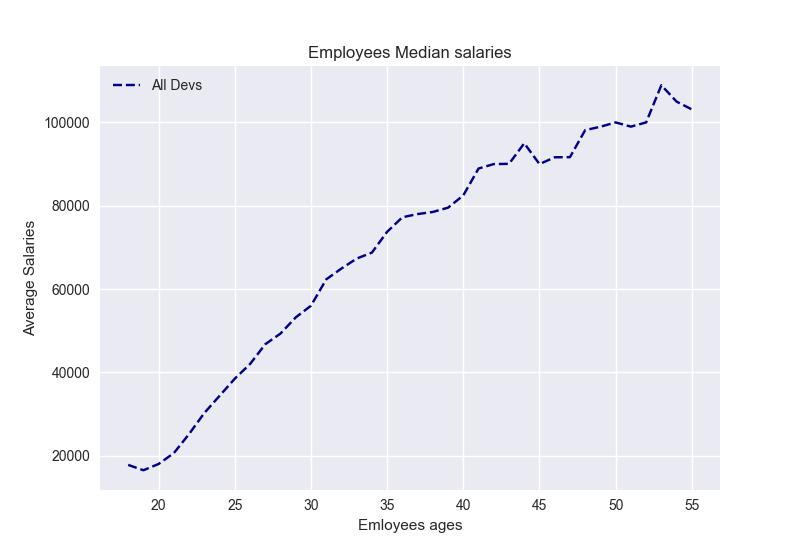 Employees Median salaries
All Devs
Average Salaries
100000
80000
60000
40000
20000
20 25 30 35 40 45 50 55
Emloyees ages